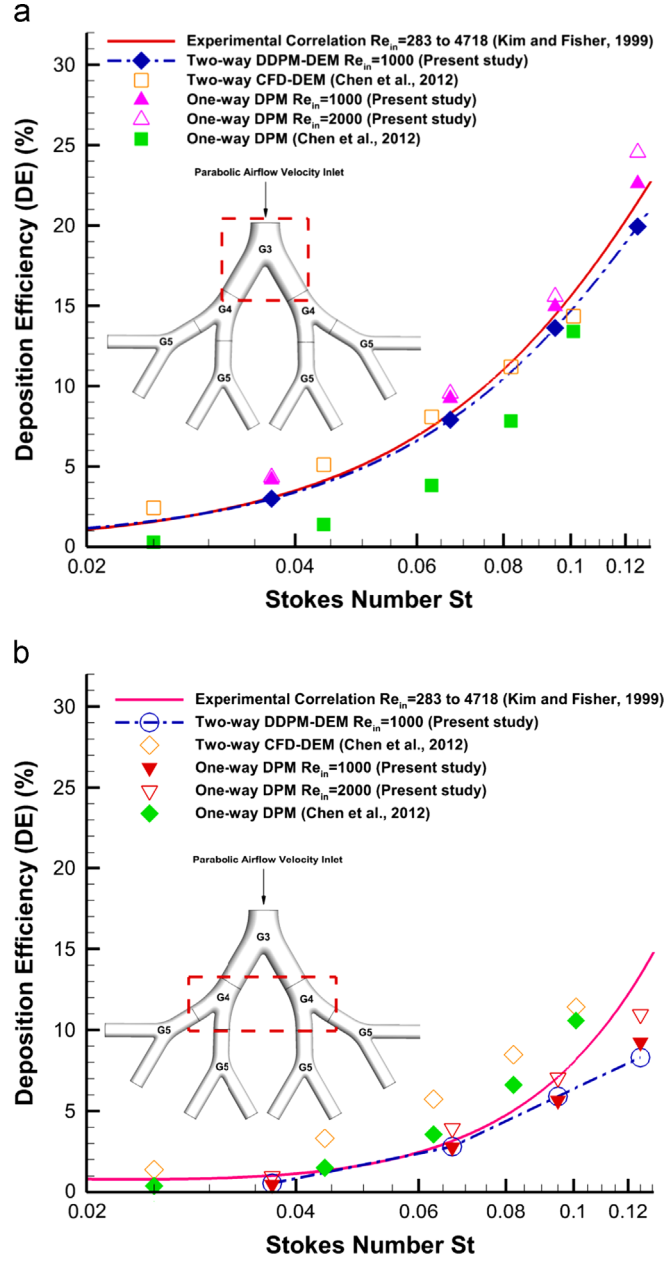 a
Experimental Correlation Re_in=283 to 4718 (Kim and Fisher, 1999)
Two-way DDPM-DEM Re_in=1000 (Present study)
Two-way CFD-DEM (Chen et al., 2012)
One-way DPM Re_in=1000 (Present study)
One-way DPM Re_in=2000 (Present study)
One-way DPM (Chen et al., 2012)
Parabolic Airflow Velocity Inlet
G3
G4
G4
G5
G5
G5
G5
Deposition Efficiency (DE) (%)
30
25
20
15
10
5
0
0.02
0.04
0.06
0.08
0.1
0.12
Stokes Number St
b
Experimental Correlation Re_in=283 to 4718 (Kim and Fisher, 1999)
Two-way DDPM-DEM Re_in=1000 (Present study)
Two-way CFD-DEM (Chen et al., 2012)
One-way DPM Re_in=1000 (Present study)
One-way DPM Re_in=2000 (Present study)
One-way DPM (Chen et al., 2012)
Parabolic Airflow Velocity Inlet
G3
G4
G4
G5
G5
G5
G5
Deposition Efficiency (DE) (%)
30
25
20
15
10
5
0
0.02
0.04
0.06
0.08
0.1
0.12
Stokes Number St